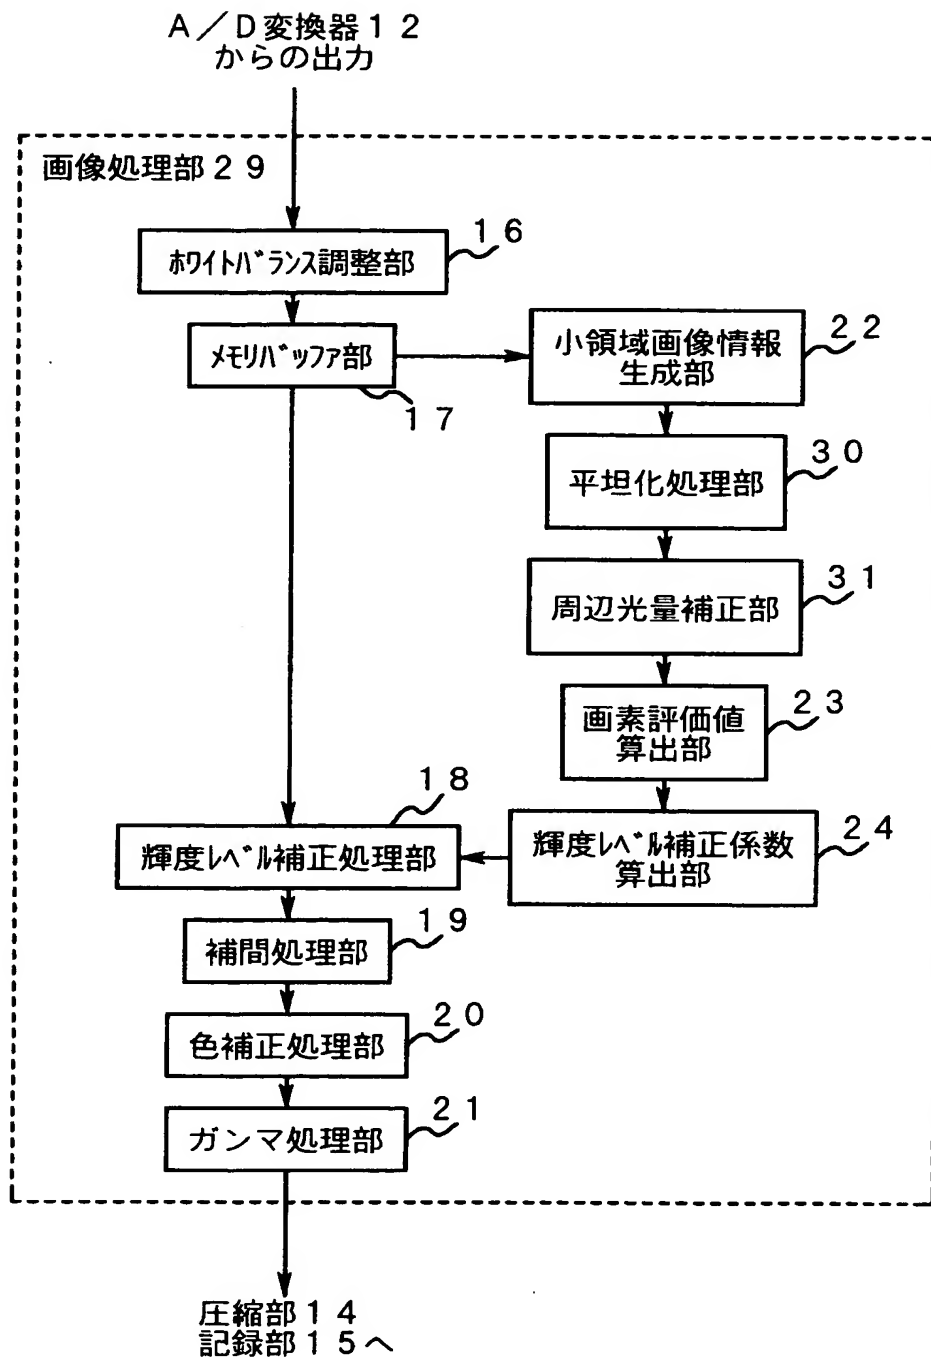 A／D変換器１２
からの出力
画像処理部２９
１６
ﾎﾜｲﾄﾊﾞﾗﾝｽ調整部
ﾒﾓﾘﾊﾞｯﾌｧ部
１７
小領域画像情報
生成部
２２
平坦化処理部
３０
周辺光量補正部
３１
画素評価値
算出部
２３
１８
輝度ﾚﾍﾞﾙ補正処理部
輝度ﾚﾍﾞﾙ補正係数
算出部
２４
補間処理部
１９
色補正処理部
２０
ガンマ処理部
２１
圧縮部１４
記録部１５へ